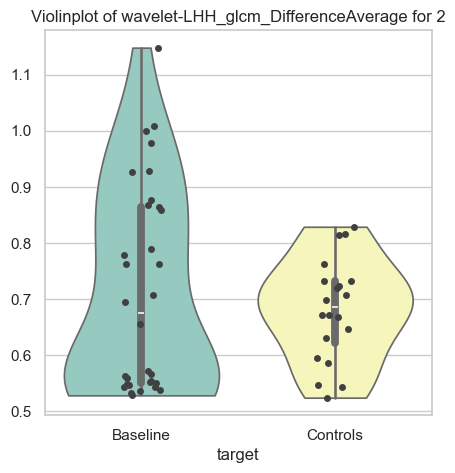 Violinplot of wavelet-LHH_glcm_DifferenceAverage for 2
1.1
1.0
0.9
0.8
0.7
0.6
0.5
Baseline
Controls
target